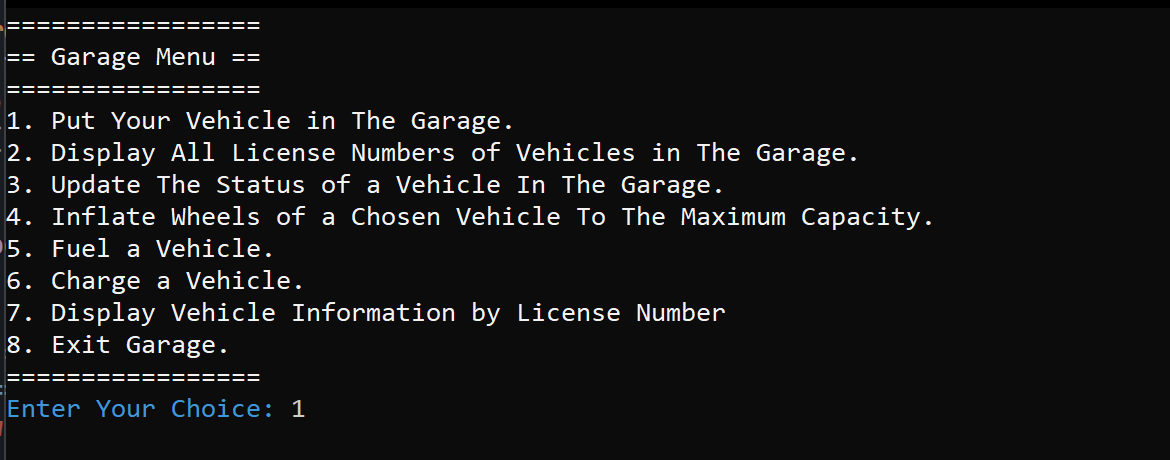 =================
== Garage Menu ==
=================
1. Put Your Vehicle in The Garage.
2. Display All License Numbers of Vehicles in The Garage.
3. Update The Status of a Vehicle In The Garage.
4. Inflate Wheels of a Chosen Vehicle To The Maximum Capacity.
5. Fuel a Vehicle.
6. Charge a Vehicle.
7. Display Vehicle Information by License Number
8. Exit Garage.
=================
Enter Your Choice: 1